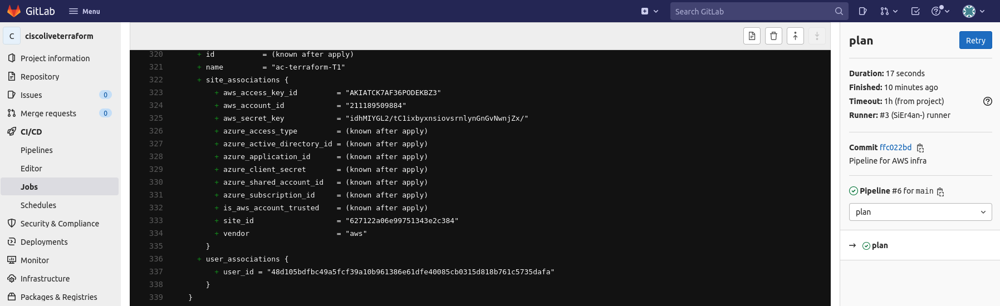 GitLab Menu Search GitLab
C ciscoliveterraform
Project information
Repository
Issues 0
Merge requests 0
CI/CD
Pipelines
Editor
Jobs
Schedules
Security & Compliance
Deployments
Monitor
Infrastructure
Packages & Registries
320 + id = (known after apply)
321 + name = "ac-terraform-T1"
322 + site_associations {
323 + aws_access_key_id = "AKIATCK7AF36PODEKBZ3"
324 + aws_account_id = "211189509884"
325 + aws_secret_key = "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"
326 + azure_access_type = (known after apply)
327 + azure_active_directory_id = (known after apply)
328 + azure_application_id = (known after apply)
329 + azure_client_secret = (known after apply)
330 + azure_shared_account_id = (known after apply)
331 + azure_subscription_id = (known after apply)
332 + is_aws_account_trusted = (known after apply)
333 + site_id = "627122a06e99751343e2c384"
334 + vendor = "aws"
335 }
336 + user_associations {
337 + user_id = "48d105bdfbc49a5fcf39a10b961386e61dfe40085cb0315d818b761c5735dafa"
338 }
339 }
plan Retry
Duration: 17 seconds
Finished: 10 minutes ago
Timeout: 1h (from project)
Runner: #3 (SiEr4an-) runner
Commit ffc022bd
Pipeline for AWS infra
Pipeline #6 for main
plan
→ plan